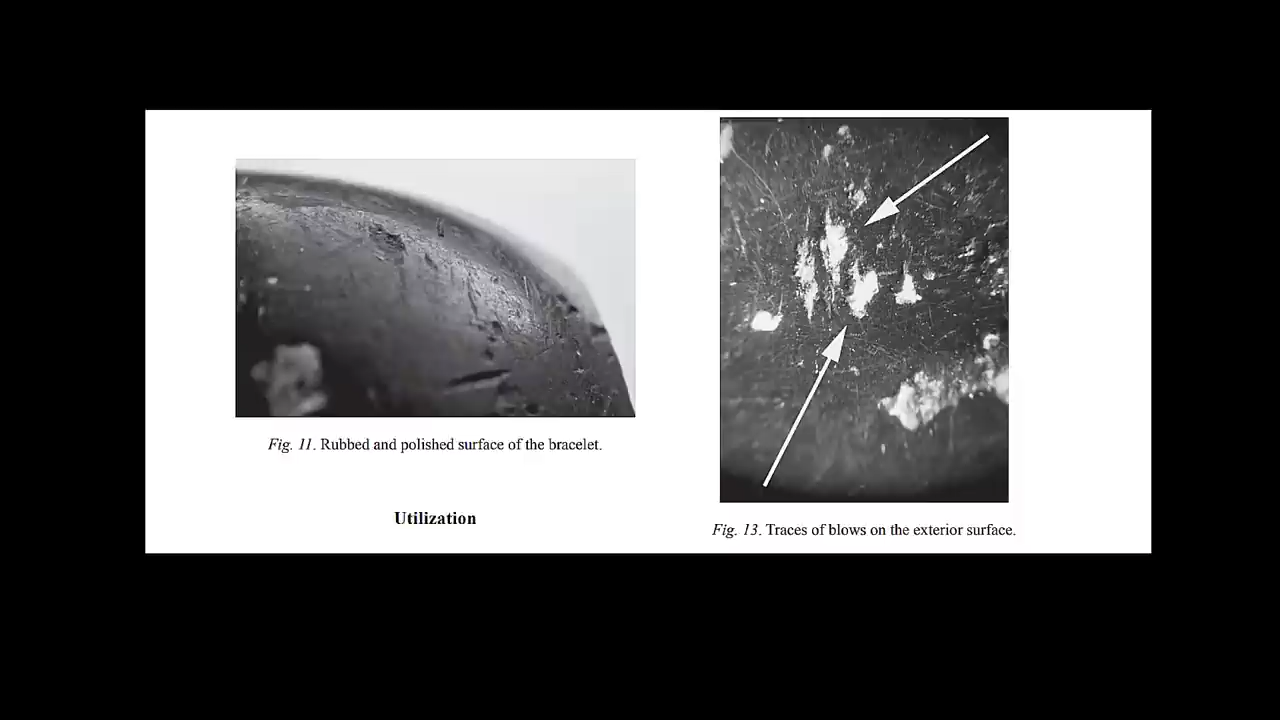 Fig. 11. Rubbed and polished surface of the bracelet.
Utilization
Fig. 13. Traces of blows on the exterior surface.